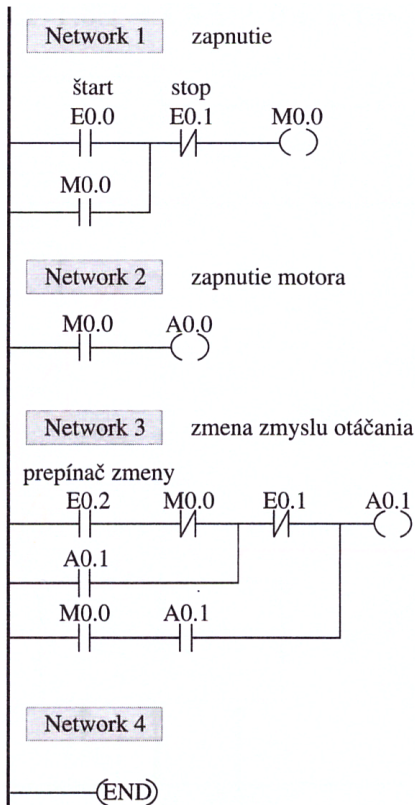 Network 1 zapnutie
štart stop
E0.0 E0.1 M0.0
M0.0
Network 2 zapnutie motora
M0.0 A0.0
Network 3 zmena zmyslu otáčania
prepínač zmeny
E0.2 M0.0 E0.1 A0.1
A0.1
M0.0 A0.1
Network 4
END